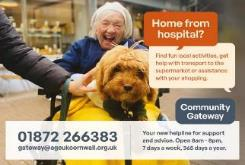 Home from
hospital?
Find fun local activities, get
help with transport to the
supermarket or assistance
with your shopping.
Community
Gateway
01872 266383
gateway@ageukcornwall.org.uk
Your new helpline for support
and advice. Open 8am - 8pm,
7 days a week, 365 days a year.